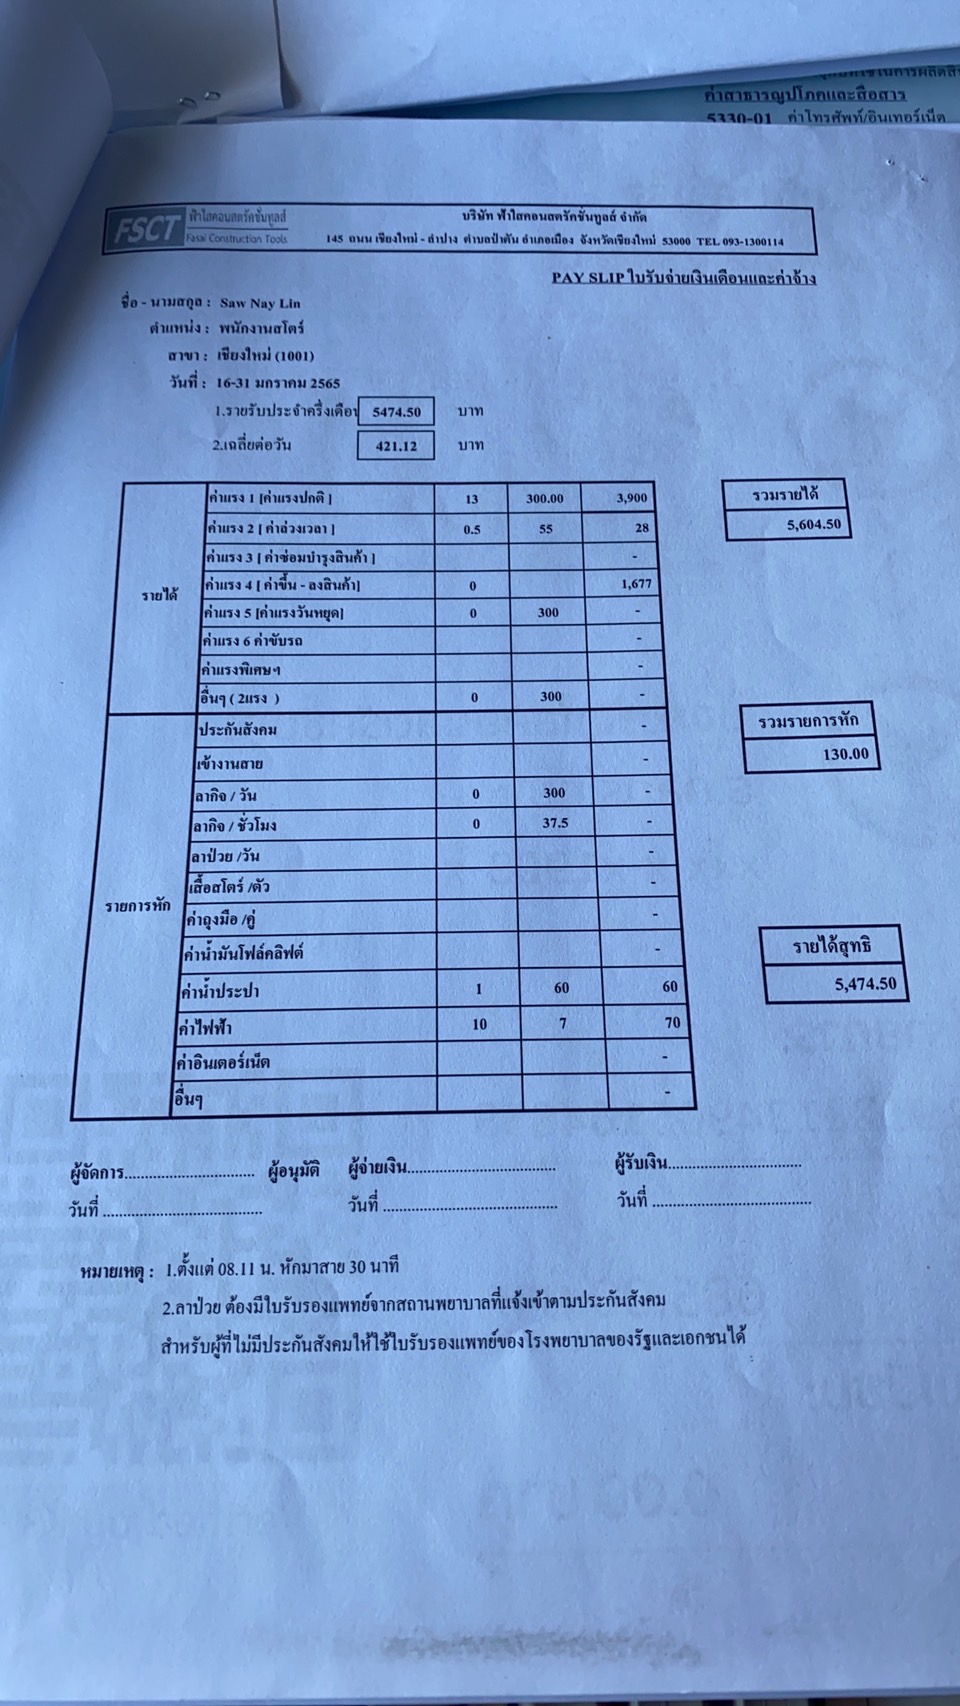 ค่าสาธารณูปโภคและสื่อสาร
5330-01 ค่าโทรศัพท์/อินเทอร์เน็ต
FSCT ฟ้าใสคอนสตรัคชั่นทูลส์
Fasai Construction Tools
บริษัท ฟ้าใสคอนสตรัคชั่นทูลส์ จำกัด
145 ถนน เชียงใหม่ - ลำปาง ตำบลป่าตัน อำเภอเมือง จังหวัดเชียงใหม่ 53000 TEL 093-1300114
PAY SLIP ใบรับจ่ายเงินเดือนและค่าจ้าง
ชื่อ - นามสกุล : Saw Nay Lin
ตำแหน่ง : พนักงานสโตร์
สาขา : เชียงใหม่ (1001)
วันที่ : 16-31 มกราคม 2565
1.รายรับประจำครึ่งเดือน 5474.50 บาท
2.เฉลี่ยต่อวัน 421.12 บาท
รายได้
ค่าแรง 1 [ค่าแรงปกติ ] 13 300.00 3,900
ค่าแรง 2 [ ค่าล่วงเวลา ] 0.5 55 28
ค่าแรง 3 [ ค่าซ่อมบำรุงสินค้า ] -
ค่าแรง 4 [ ค่าขึ้น - ลงสินค้า] 0 1,677
ค่าแรง 5 [ค่าแรงวันหยุด] 0 300 -
ค่าแรง 6 ค่าขับรถ -
ค่าแรงพิเศษฯ -
อื่นๆ ( 2แรง ) 0 300 -
รวมรายได้
5,604.50
รายการหัก
ประกันสังคม -
เข้างานสาย -
ลากิจ / วัน 0 300 -
ลากิจ / ชั่วโมง 0 37.5 -
ลาป่วย /วัน -
เสื้อสโตร์ /ตัว -
ค่าถุงมือ /คู่ -
ค่าน้ำมันโฟล์คลิฟต์ -
ค่าน้ำประปา 1 60 60
ค่าไฟฟ้า 10 7 70
ค่าอินเตอร์เน็ต -
อื่นๆ -
รวมรายการหัก
130.00
รายได้สุทธิ
5,474.50
ผู้จัดการ................................ ผู้อนุมัติ ผู้จ่ายเงิน..................................... ผู้รับเงิน.................................
วันที่ ....................................... วันที่ ........................................... วันที่ .......................................
หมายเหตุ : 1.ตั้งแต่ 08.11 น. หักมาสาย 30 นาที
2.ลาป่วย ต้องมีใบรับรองแพทย์จากสถานพยาบาลที่แจ้งเข้าตามประกันสังคม
สำหรับผู้ที่ไม่มีประกันสังคมให้ใช้ใบรับรองแพทย์ของโรงพยาบาลของรัฐและเอกชนได้